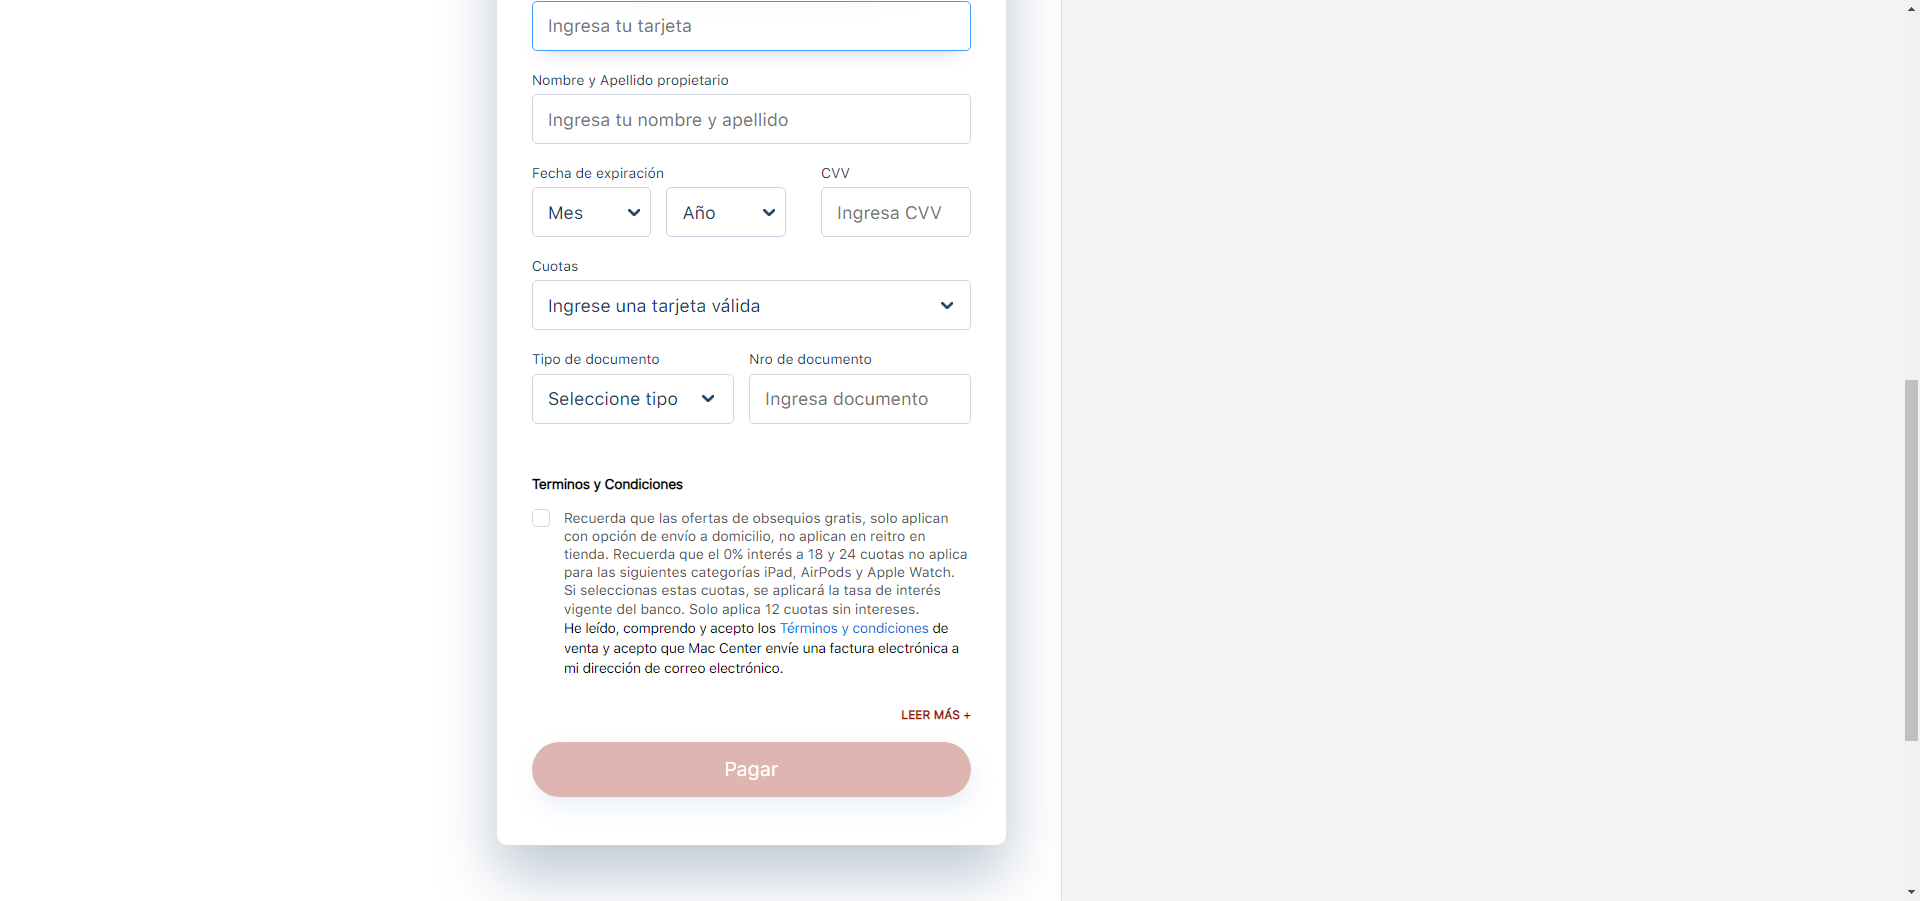 Ingresa tu tarjeta
Nombre y Apellido propietario
Ingresa tu nombre y apellido
Fecha de expiración
CVV
Mes
Año
Ingresa CVV
Cuotas
Ingrese una tarjeta válida
Tipo de documento
Nro de documento
Seleccione tipo
Ingresa documento
Terminos y Condiciones
Recuerda que las ofertas de obsequios gratis, solo aplican
con opción de envío a domicilio, no aplican en reitro en
tienda. Recuerda que el 0% interés a 18 y 24 cuotas no aplica
para las siguientes categorías iPad, AirPods y Apple Watch.
Si seleccionas estas cuotas, se aplicará la tasa de interés
vigente del banco. Solo aplica 12 cuotas sin intereses.
He leído, comprendo y acepto los Términos y condiciones de
venta y acepto que Mac Center envíe una factura electrónica a
mi dirección de correo electrónico.
LEER MÁS +
Pagar